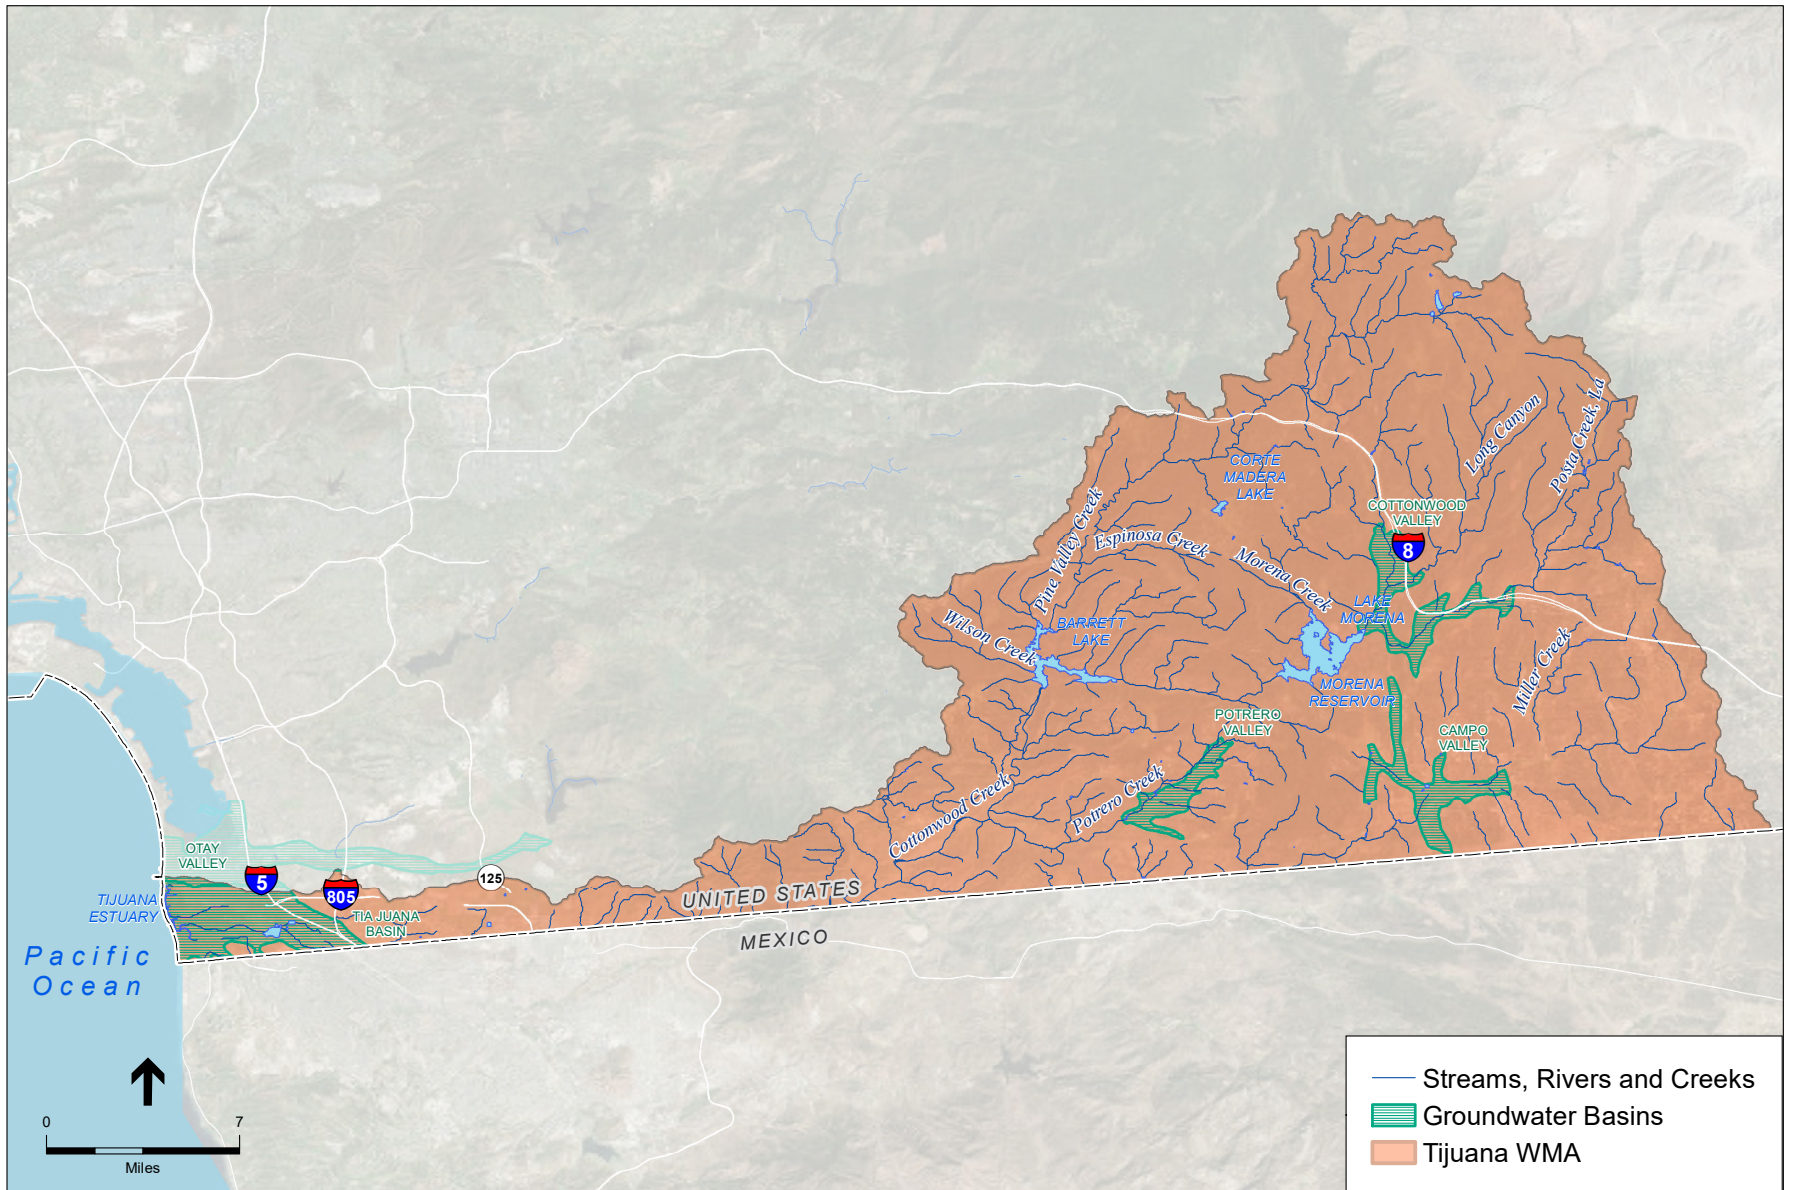 Long Canyon
Posta Creek, La
CORTE
MADERA
LAKE
COTTONWOOD
VALLEY
8
Pine Valley Creek
Espinosa Creek
Morena Creek
LAKE
MORENA
Wilson Creek
BARRETT
LAKE
Miller Creek
MORENA
RESERVOIR
POTRERO
VALLEY
CAMPO
VALLEY
Cottonwood Creek
Potrero Creek
OTAY
VALLEY
5
805
125
TIJUANA
ESTUARY
TIA JUANA
BASIN
UNITED STATES
MEXICO
Pacific
Ocean
0 7
Miles
Streams, Rivers and Creeks
Groundwater Basins
Tijuana WMA